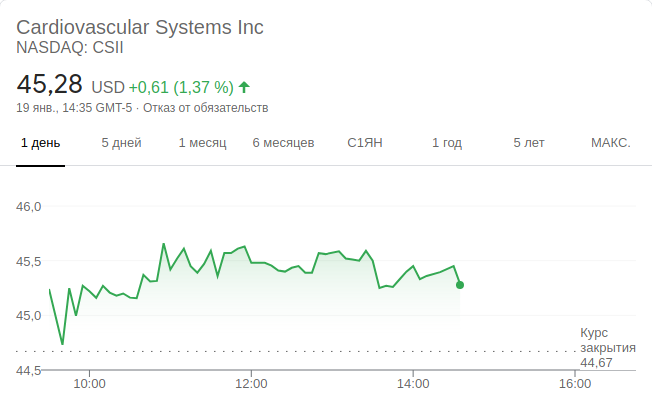 Cardiovascular Systems Inc
NASDAQ: CSII
45,28 USD +0,61 (1,37 %)
19 янв., 14:35 GMT-5 · Отказ от обязательств
1 день 5 дней 1 месяц 6 месяцев С1ЯН 1 год 5 лет МАКС.
46,0
45,5
45,0
Курс
закрытия
44,67
44,5
10:00 12:00 14:00 16:00